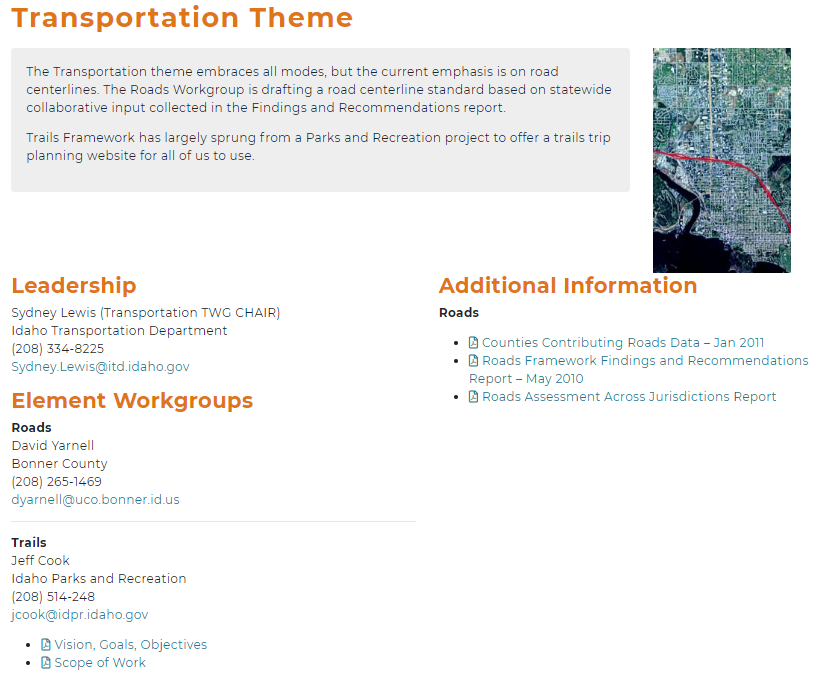 Transportation Theme
The Transportation theme embraces all modes, but the current emphasis is on road
centerlines. The Roads Workgroup is drafting a road centerline standard based on statewide
collaborative input collected in the Findings and Recommendations report.
Trails Framework has largely sprung from a Parks and Recreation project to offer a trails trip
planning website for all of us to use.
Leadership
Sydney Lewis (Transportation TWG CHAIR)
Idaho Transportation Department
(208) 334-8225
Sydney.Lewis@itd.idaho.gov
Element Workgroups
Roads
David Yarnell
Bonner County
(208) 265-1469
dyarnell@uco.bonner.id.us
Trails
Jeff Cook
Idaho Parks and Recreation
(208) 514-248
jcook@idpr.idaho.gov
Vision, Goals, Objectives
Scope of Work
Additional Information
Roads
Counties Contributing Roads Data – Jan 2011
Roads Framework Findings and Recommendations
Report – May 2010
Roads Assessment Across Jurisdictions Report